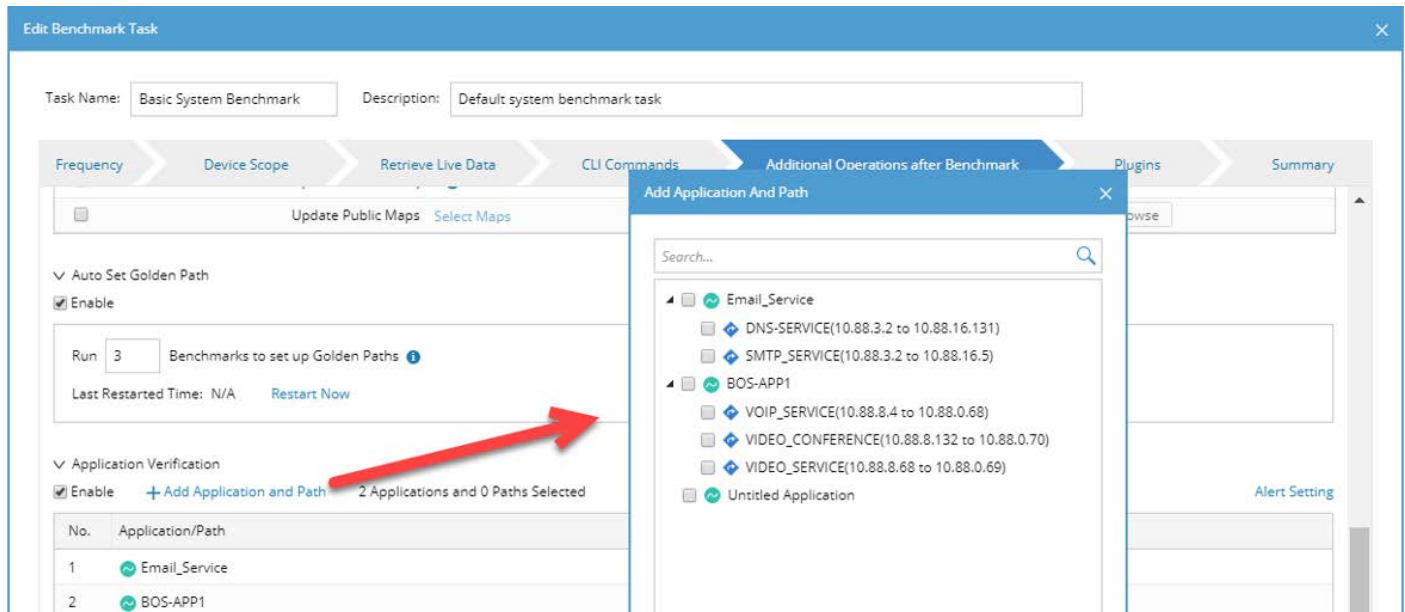 Edit Benchmark Task
Task Name: Basic System Benchmark Description: Default system benchmark task
Frequency Device Scope Retrieve Live Data CLI Commands Additional Operations after Benchmark Plugins Summary
Update Public Maps Select Maps
Auto Set Golden Path
Enable
Run 3 Benchmarks to set up Golden Paths
Last Restarted Time: N/A Restart Now
Application Verification
Enable +Add Application and Path 2 Applications and 0 Paths Selected Alert Setting
No. Application/Path
1 Email_Service
2 BOS-APP1
Add Application And Path
Search...
Email_Service
DNS-SERVICE(10.88.3.2 to 10.88.16.131)
SMTP_SERVICE(10.88.3.2 to 10.88.16.5)
BOS-APP1
VOIP_SERVICE(10.88.8.4 to 10.88.0.68)
VIDEO_CONFERENCE(10.88.8.132 to 10.88.0.70)
VIDEO_SERVICE(10.88.8.68 to 10.88.0.69)
Untitled Application